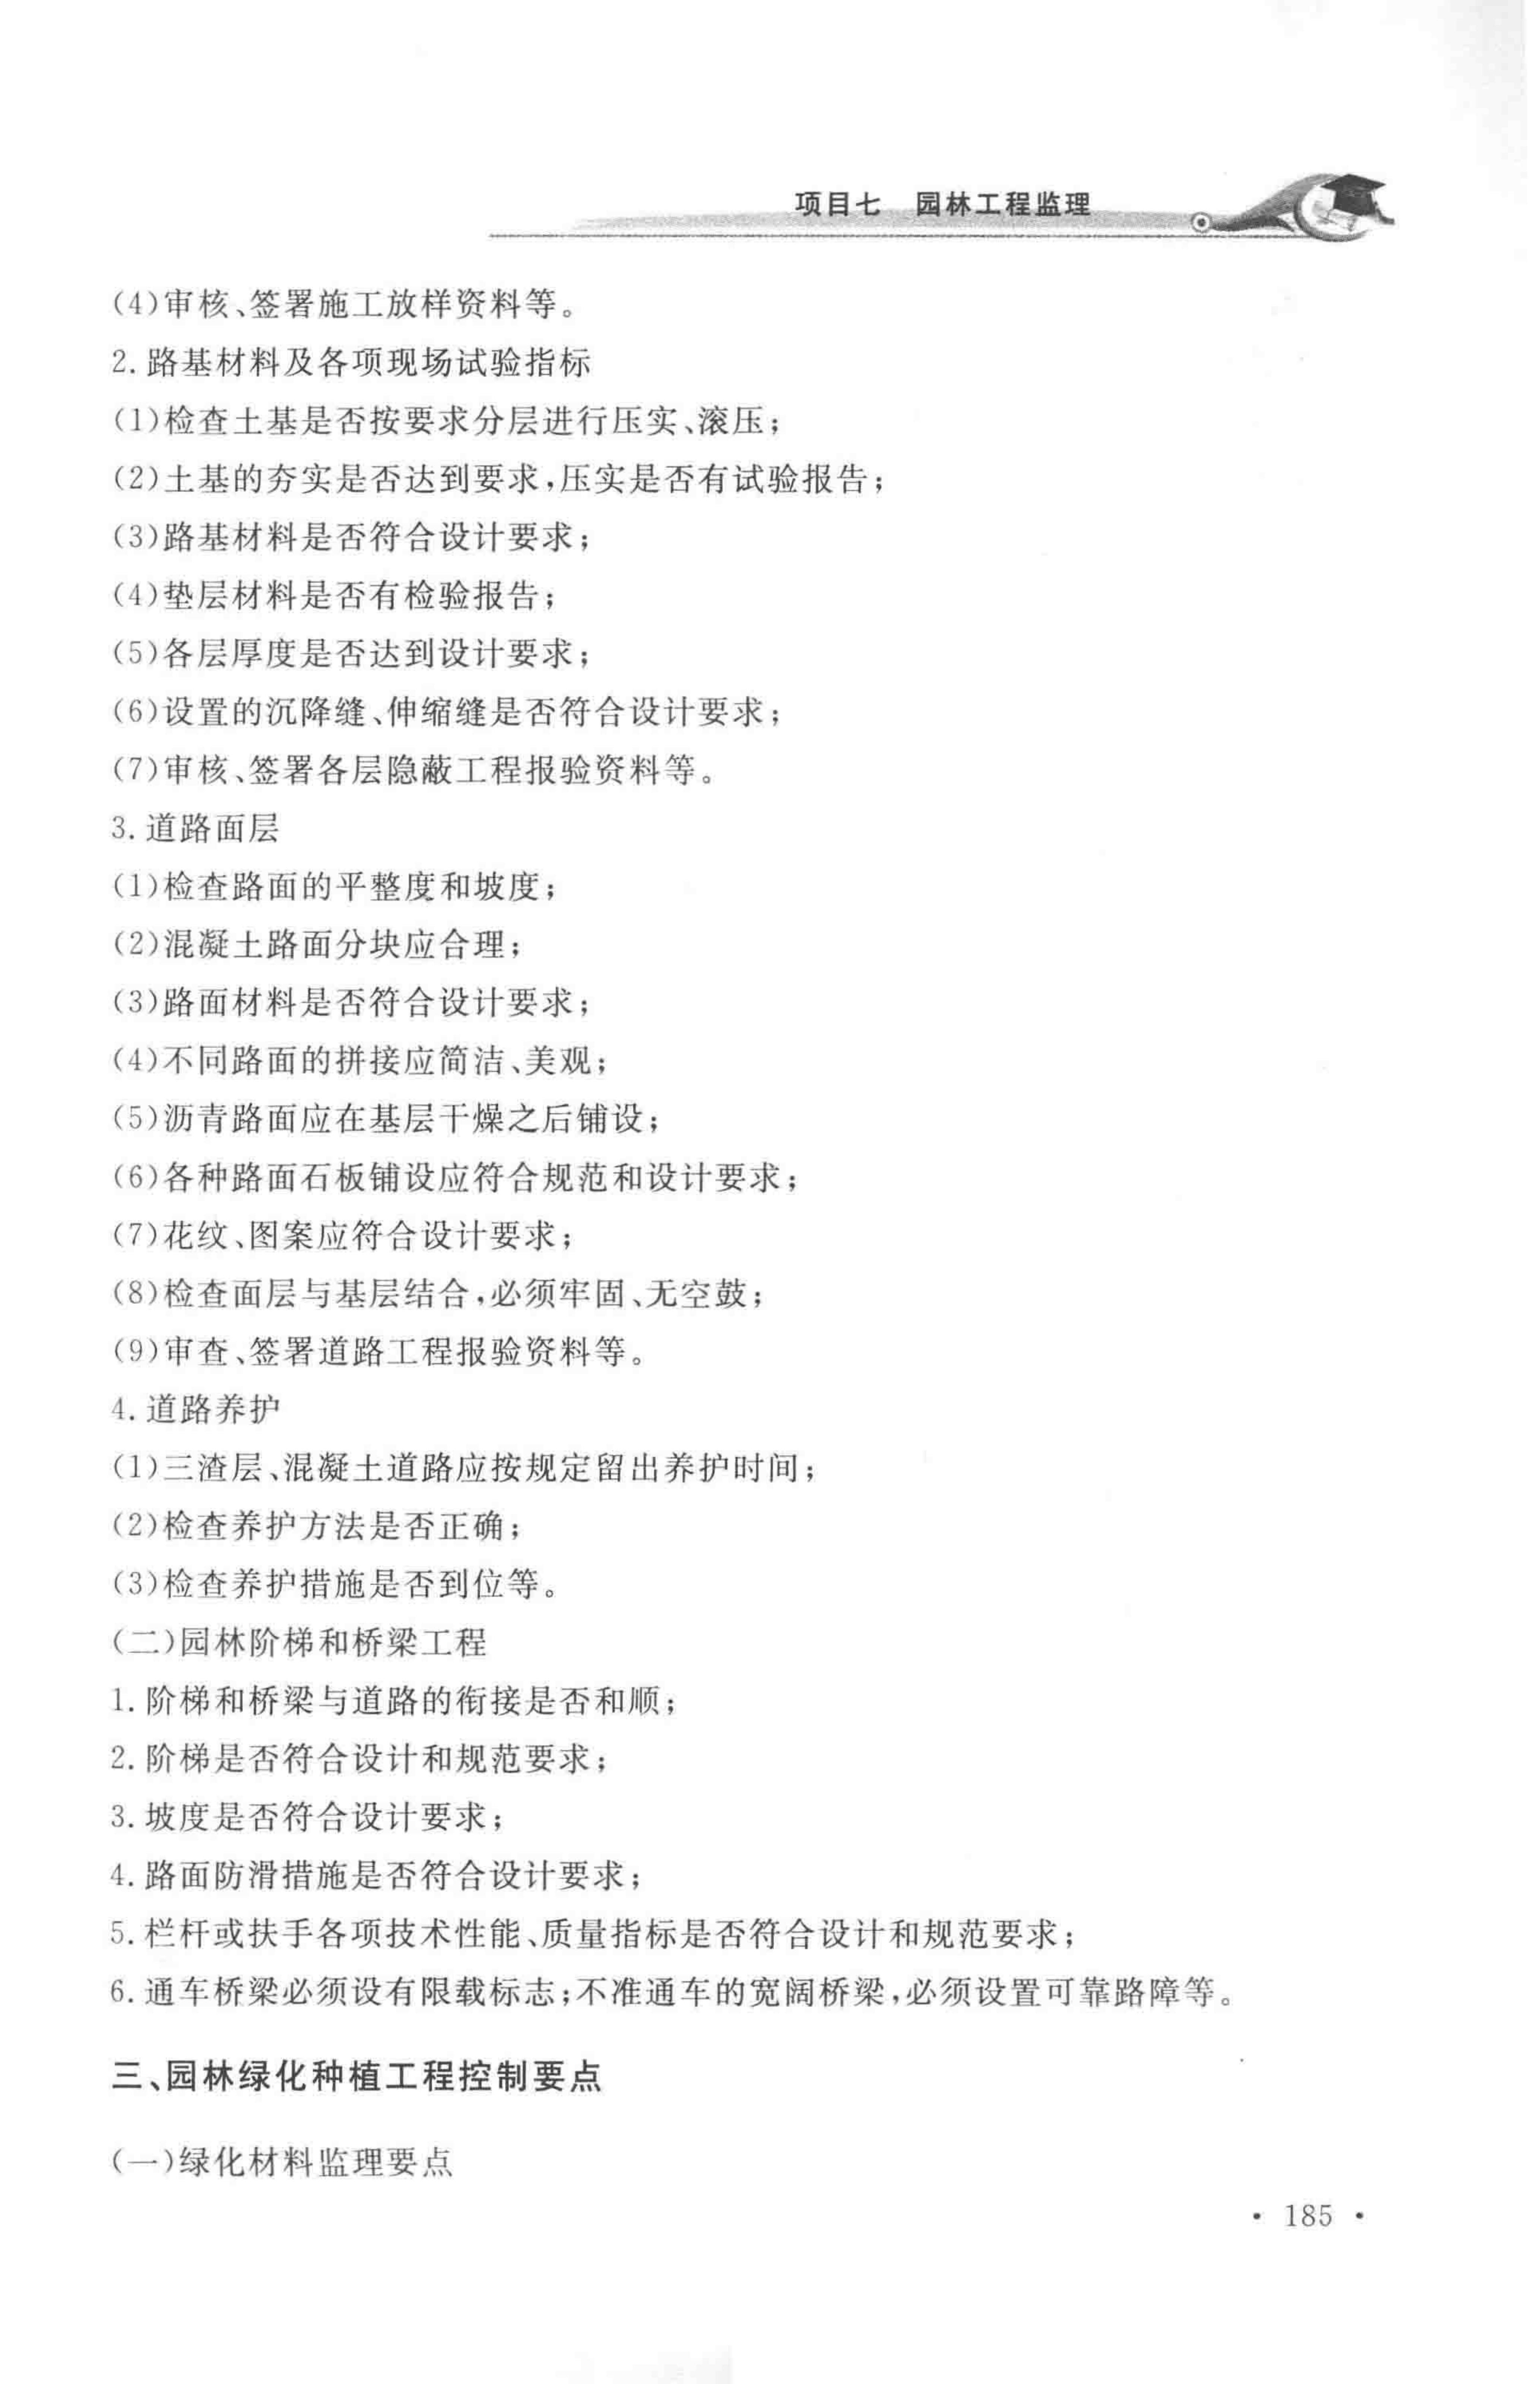 项目七 园林工程监理
(4)审核、签署施工放样资料等。
2. 路基材料及各项现场试验指标
(1)检查土基是否按要求分层进行压实、滚压;
(2)土基的夯实是否达到要求,压实是否有试验报告;
(3)路基材料是否符合设计要求;
(4)垫层材料是否有检验报告;
(5)各层厚度是否达到设计要求;
(6)设置的沉降缝、伸缩缝是否符合设计要求;
(7)审核、签署各层隐蔽工程报验资料等。
3. 道路面层
(1)检查路面的平整度和坡度;
(2)混凝土路面分块应合理;
(3)路面材料是否符合设计要求;
(4)不同路面的拼接应简洁、美观;
(5)沥青路面应在基层干燥之后铺设;
(6)各种路面石板铺设应符合规范和设计要求;
(7)花纹、图案应符合设计要求;
(8)检查面层与基层结合,必须牢固、无空鼓;
(9)审查、签署道路工程报验资料等。
4. 道路养护
(1)三渣层、混凝土道路应按规定留出养护时间;
(2)检查养护方法是否正确;
(3)检查养护措施是否到位等。
(二)园林阶梯和桥梁工程
1. 阶梯和桥梁与道路的衔接是否和顺;
2. 阶梯是否符合设计和规范要求;
3. 坡度是否符合设计要求;
4. 路面防滑措施是否符合设计要求;
5. 栏杆或扶手各项技术性能、质量指标是否符合设计和规范要求;
6. 通车桥梁必须设有限载标志;不准通车的宽阔桥梁,必须设置可靠路障等。
三、园林绿化种植工程控制要点
(一)绿化材料监理要点
• 185 •